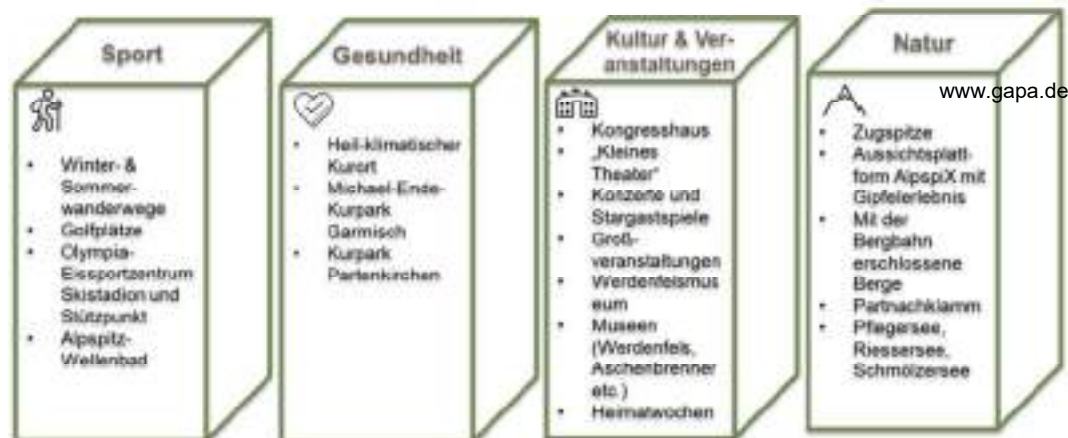 Sport
Winter- &
Sommer-
wanderwege
Golfplätze
Olympia-
Eissportzentrum
Skistadion und
Stützpunkt
Alpspitz-
Wellenbad
Gesundheit
Heil-klimatischer
Kurort
Michael-Ende-
Kurpark
Garmisch
Kurpark
Partenkirchen
Kultur & Ver-
anstaltungen
Kongresshaus
„Kleines
Theater“
Konzerte und
Stargastspiele
Groß-
veranstaltungen
Werdenfelsmus
eum
Museen
(Werdenfels,
Aschenbrenner
etc.)
Heimatwochen
Natur
www.gapa.de
Zugspitze
Aussichtsplatt-
form AlpspiX mit
Gipfelerlebnis
Mit der
Bergbahn
erschlossene
Berge
Partnachklamm
Pflegersee,
Riessersee,
Schmölzersee